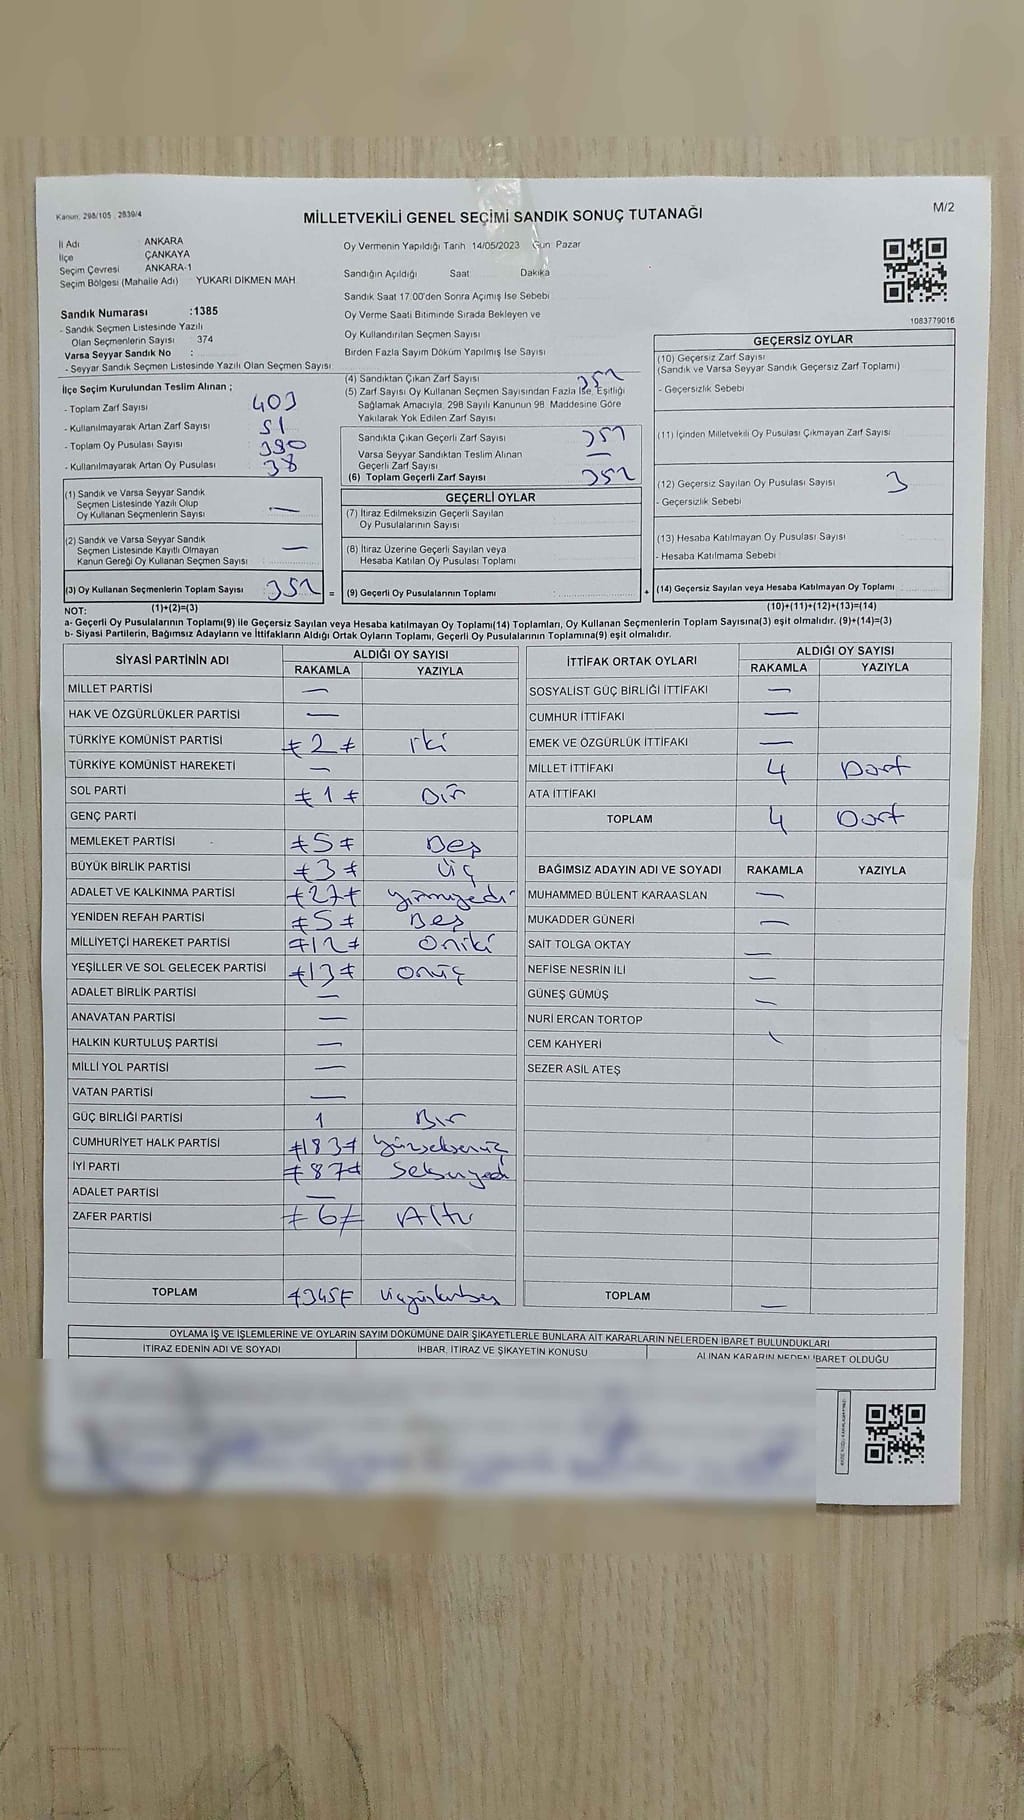 Kanun: 298/105 , 2839/4
MİLLETVEKİLİ GENEL SEÇİMİ SANDIK SONUÇ TUTANAĞI
M/2
İl Adı ANKARA
İlçe ÇANKAYA
Seçim Çevresi ANKARA-1
Seçim Bölgesi (Mahalle Adı) YUKARI DİKMEN MAH
Sandık Numarası :1385
- Sandık Seçmen Listesinde Yazılı
Olan Seçmenlerin Sayısı 374
Varsa Seyyar Sandık No :
- Seyyar Sandık Seçmen Listesinde Yazılı Olan Seçmen Sayısı
Oy Vermenin Yapıldığı Tarih 14/05/2023 Gün: Pazar
Sandığın Açıldığı Saat Dakika
Sandık Saat 17.00'den Sonra Açımış İse Sebebi
Oy Verme Saati Bitiminde Sırada Bekleyen ve
Oy Kullandırılan Seçmen Sayısı
Birden Fazla Sayım Döküm Yapılmış İse Sayısı
1083779016
İlçe Seçim Kurulundan Teslim Alınan ;
- Toplam Zarf Sayısı 403
- Kullanılmayarak Artan Zarf Sayısı 51
- Toplam Oy Pusulası Sayısı 390
- Kullanılmayarak Artan Oy Pusulası 38
(4) Sandıktan Çıkan Zarf Sayısı 352
(5) Zarf Sayısı Oy Kullanan Seçmen Sayısından Fazla İse, Eşitliği
Sağlamak Amacıyla, 298 Sayılı Kanunun 98. Maddesine Göre
Yakılarak Yok Edilen Zarf Sayısı
Sandıkta Çıkan Geçerli Zarf Sayısı 352
Varsa Seyyar Sandıktan Teslim Alınan
Geçerli Zarf Sayısı —
(6) Toplam Geçerli Zarf Sayısı 352
GEÇERSİZ OYLAR
(10) Geçersiz Zarf Sayısı
(Sandık ve Varsa Seyyar Sandık Geçersiz Zarf Toplamı)
- Geçersizlik Sebebi
(11) İçinden Milletvekili Oy Pusulası Çıkmayan Zarf Sayısı
(12) Geçersiz Sayılan Oy Pusulası Sayısı 3
- Geçersizlik Sebebi
(13) Hesaba Katılmayan Oy Pusulası Sayısı
- Hesaba Katılmama Sebebi
(14) Geçersiz Sayılan veya Hesaba Katılmayan Oy Toplamı
(10)+(11)+(12)+(13)=(14)
(1) Sandık ve Varsa Seyyar Sandık
Seçmen Listesinde Yazılı Olup
Oy Kullanan Seçmenlerin Sayısı —
(2) Sandık ve Varsa Seyyar Sandık
Seçmen Listesinde Kayıtlı Olmayan
Kanun Gereği Oy Kullanan Seçmen Sayısı —
(3) Oy Kullanan Seçmenlerin Toplam Sayısı 352 =
(1)+(2)=(3)
GEÇERLİ OYLAR
(7) İtiraz Edilmeksizin Geçerli Sayılan
Oy Pusulalarının Sayısı
(8) İtiraz Üzerine Geçerli Sayılan veya
Hesaba Katılan Oy Pusulası Toplamı
(9) Geçerli Oy Pusulalarının Toplamı +
NOT:
a- Geçerli Oy Pusulalarının Toplamı(9) ile Geçersiz Sayılan veya Hesaba katılmayan Oy Toplamı(14) Toplamları, Oy Kullanan Seçmenlerin Toplam Sayısına(3) eşit olmalıdır. (9)+(14)=(3)
b- Siyasi Partilerin, Bağımsız Adayların ve İttifakların Aldığı Ortak Oyların Toplamı, Geçerli Oy Pusulalarının Toplamına(9) eşit olmalıdır.
SİYASİ PARTİNİN ADI ALDIĞI OY SAYISI
RAKAMLA YAZIYLA
MİLLET PARTİSİ —
HAK VE ÖZGÜRLÜKLER PARTİSİ —
TÜRKİYE KOMÜNİST PARTİSİ ≠2≠ iki
TÜRKİYE KOMÜNİST HAREKETİ —
SOL PARTİ ≠1≠ Bir
GENÇ PARTİ
MEMLEKET PARTİSİ ≠5≠ Beş
BÜYÜK BİRLİK PARTİSİ ≠3≠ üç
ADALET VE KALKINMA PARTİSİ ≠27≠ yirmiyedi
YENİDEN REFAH PARTİSİ ≠5≠ Beş
MİLLİYETÇİ HAREKET PARTİSİ ≠12≠ oniki
YEŞİLLER VE SOL GELECEK PARTİSİ ≠13≠ onüç
ADALET BİRLİK PARTİSİ —
ANAVATAN PARTİSİ —
HALKIN KURTULUŞ PARTİSİ —
MİLLİ YOL PARTİSİ —
VATAN PARTİSİ —
GÜÇ BİRLİĞİ PARTİSİ 1 Bir
CUMHURİYET HALK PARTİSİ ≠183≠ yüzseksenüç
İYİ PARTİ ≠87≠ Seksenyedi
ADALET PARTİSİ —
ZAFER PARTİSİ ≠6≠ Altı
TOPLAM ≠345≠ üçyüzkırkbeş
İTTİFAK ORTAK OYLARI ALDIĞI OY SAYISI
RAKAMLA YAZIYLA
SOSYALİST GÜÇ BİRLİĞİ İTTİFAKI —
CUMHUR İTTİFAKI —
EMEK VE ÖZGÜRLÜK İTTİFAKI —
MİLLET İTTİFAKI 4 Dört
ATA İTTİFAKI
TOPLAM 4 Dört
BAĞIMSIZ ADAYIN ADI VE SOYADI RAKAMLA YAZIYLA
MUHAMMED BÜLENT KARAASLAN —
MUKADDER GÜNERİ —
SAİT TOLGA OKTAY —
NEFİSE NESRİN İLİ —
GÜNEŞ GÜMÜŞ —
NURİ ERCAN TORTOP
CEM KAHYERİ
SEZER ASİL ATEŞ
TOPLAM —
OYLAMA İŞ VE İŞLEMLERİNE VE OYLARIN SAYIM DÖKÜMÜNE DAİR ŞİKAYETLERLE BUNLARA AİT KARARLARIN NELERDEN İBARET BULUNDUKLARI
İTİRAZ EDENİN ADI VE SOYADI İHBAR, İTİRAZ VE ŞİKAYETİN KONUSU ALINAN KARARIN NEDEN İBARET OLDUĞU